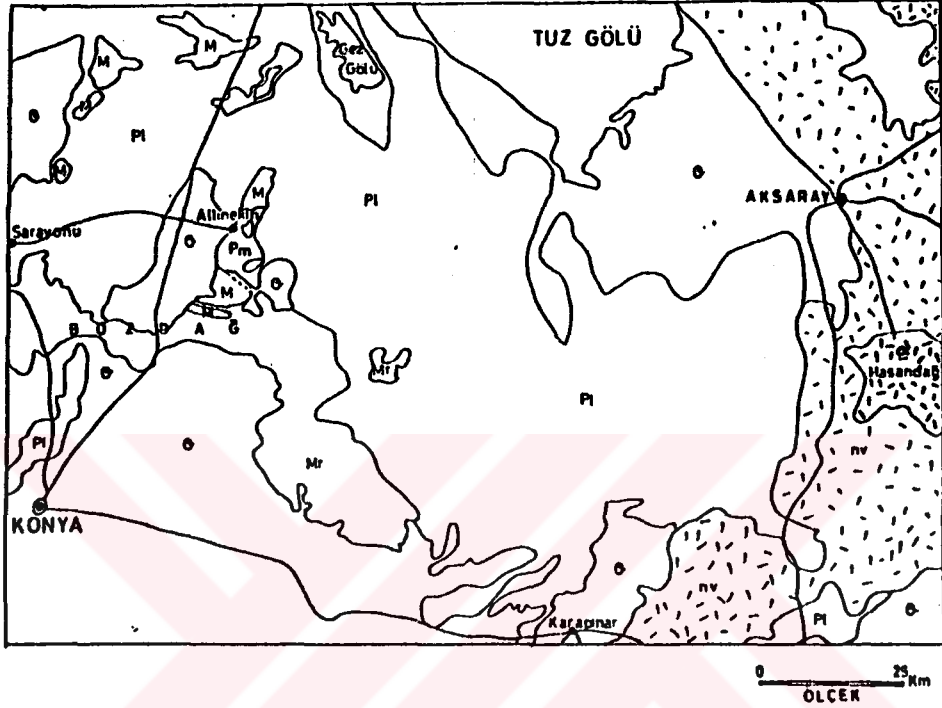 TUZ GÖLÜ
Gez
Gölü
M
M
M
Q
Pl
M
Pl
Q
AKSARAY
M
Altınekin
Sarayönü
Q
Pm
M
Q
B O Z D A Ğ
Hasandağ
Mr
Q
Pl
Pl
Q
Mr
nv
KONYA
Q
nv
Karapınar
Pl
Q
0 25 Km
ÖLÇEK